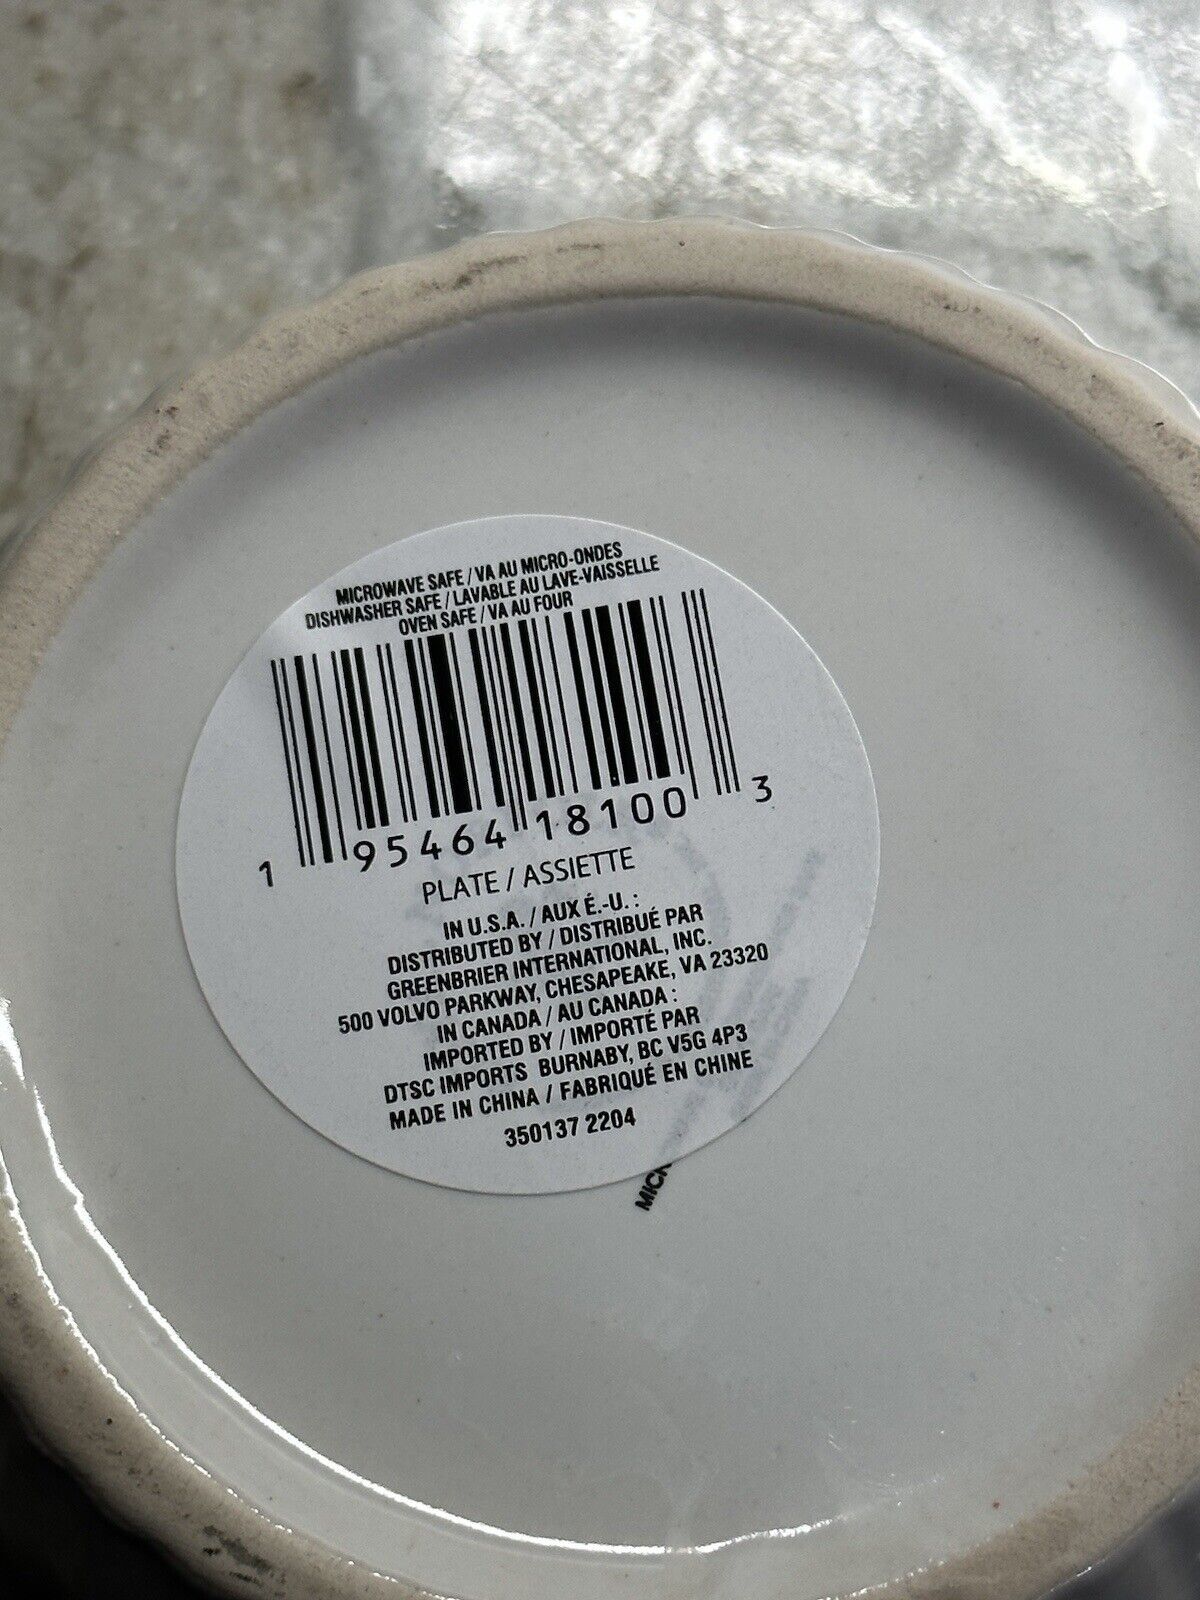 MICROWAVE SAFE / VA AU MICRO-ONDES
DISHWASHER SAFE / LAVABLE AU LAVE-VAISSELLE
OVEN SAFE / VA AU FOUR
1 95464 18100 3
PLATE / ASSIETTE
IN U.S.A. / AUX É.-U. :
DISTRIBUTED BY / DISTRIBUÉ PAR
GREENBRIER INTERNATIONAL, INC.
500 VOLVO PARKWAY, CHESAPEAKE, VA 23320
IN CANADA / AU CANADA :
IMPORTED BY / IMPORTÉ PAR
DTSC IMPORTS BURNABY, BC V5G 4P3
MADE IN CHINA / FABRIQUÉ EN CHINE
350137 2204